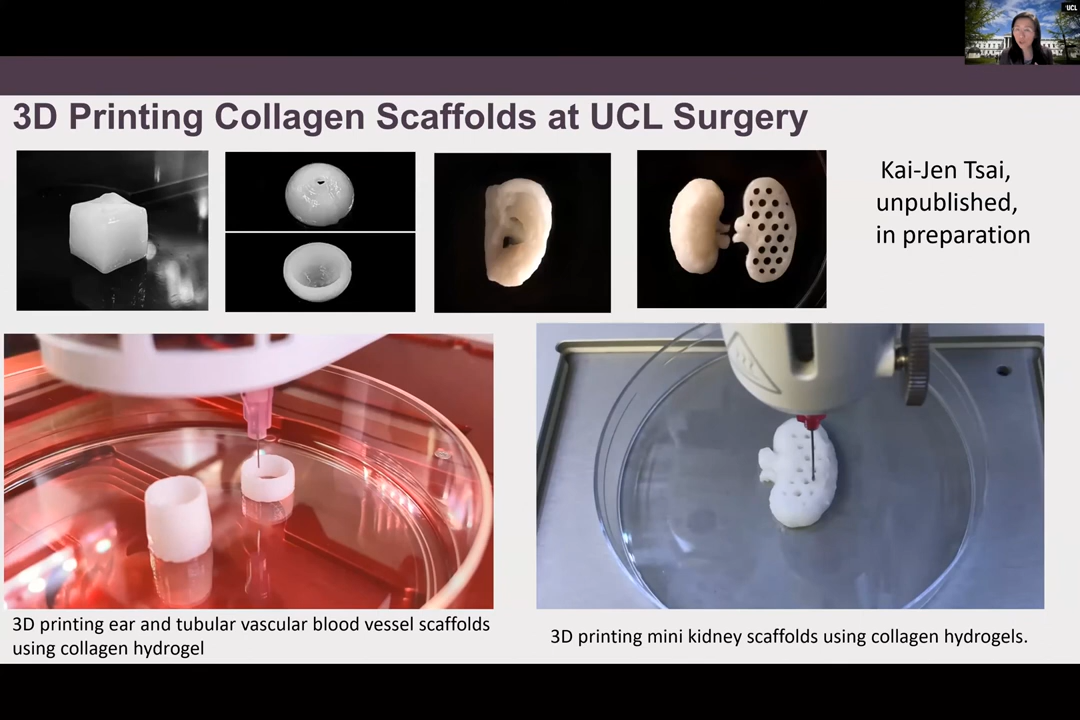 UCL
3D Printing Collagen Scaffolds at UCL Surgery
Kai-Jen Tsai,
unpublished,
in preparation
3D printing ear and tubular vascular blood vessel scaffolds
using collagen hydrogel
3D printing mini kidney scaffolds using collagen hydrogels.